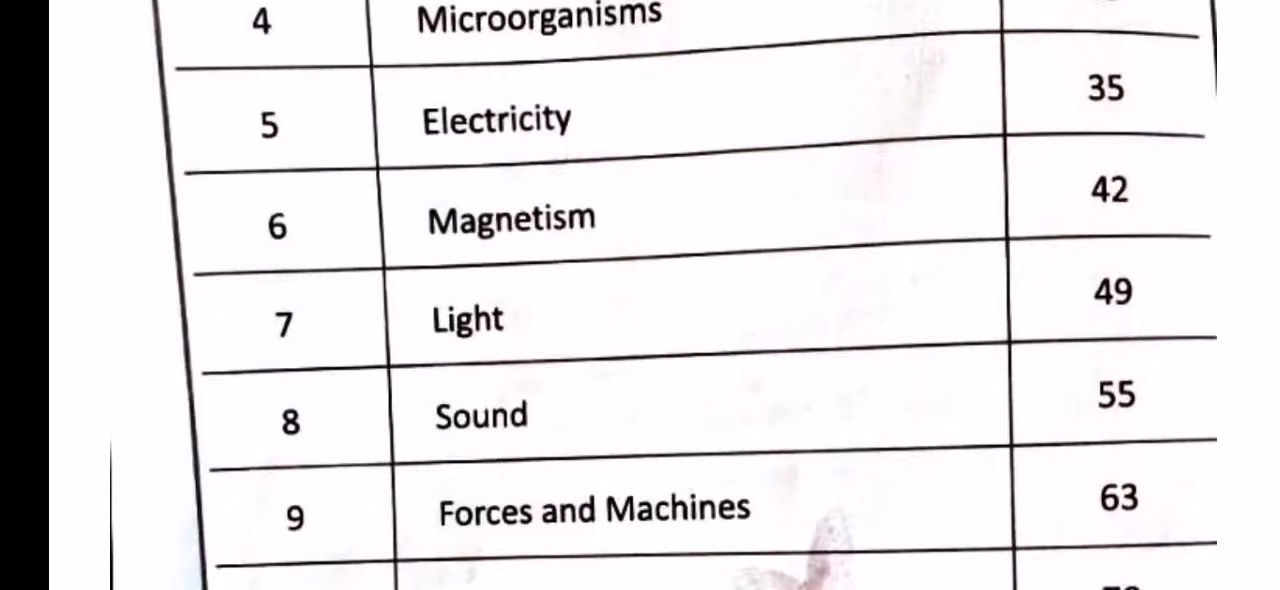 4 Microorganisms
5 Electricity 35
6 Magnetism 42
7 Light 49
8 Sound 55
9 Forces and Machines 63